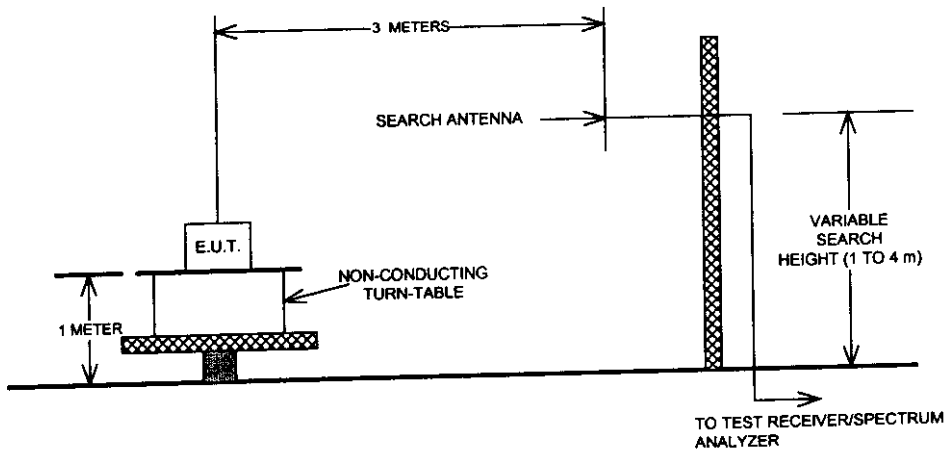 3 METERS
SEARCH ANTENNA
E.U.T.
NON-CONDUCTING
TURN-TABLE
1 METER
VARIABLE
SEARCH
HEIGHT (1 TO 4 m)
TO TEST RECEIVER/SPECTRUM
ANALYZER